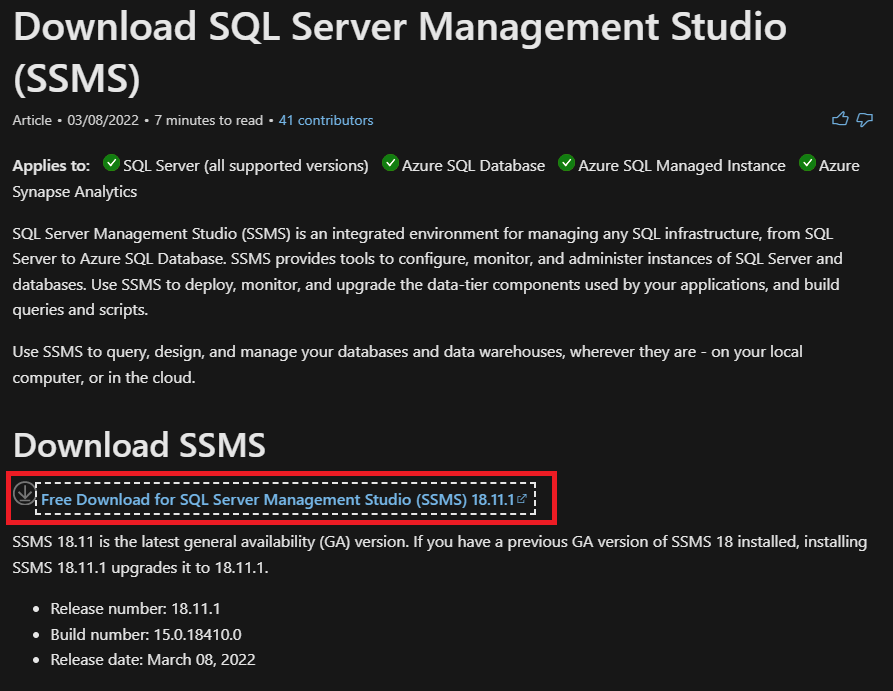 Download SQL Server Management Studio
(SSMS)
Article • 03/08/2022 • 7 minutes to read • 41 contributors
Applies to: SQL Server (all supported versions) Azure SQL Database Azure SQL Managed Instance Azure
Synapse Analytics
SQL Server Management Studio (SSMS) is an integrated environment for managing any SQL infrastructure, from SQL
Server to Azure SQL Database. SSMS provides tools to configure, monitor, and administer instances of SQL Server and
databases. Use SSMS to deploy, monitor, and upgrade the data-tier components used by your applications, and build
queries and scripts.
Use SSMS to query, design, and manage your databases and data warehouses, wherever they are - on your local
computer, or in the cloud.
Download SSMS
Free Download for SQL Server Management Studio (SSMS) 18.11.1
SSMS 18.11 is the latest general availability (GA) version. If you have a previous GA version of SSMS 18 installed, installing
SSMS 18.11.1 upgrades it to 18.11.1.
• Release number: 18.11.1
• Build number: 15.0.18410.0
• Release date: March 08, 2022